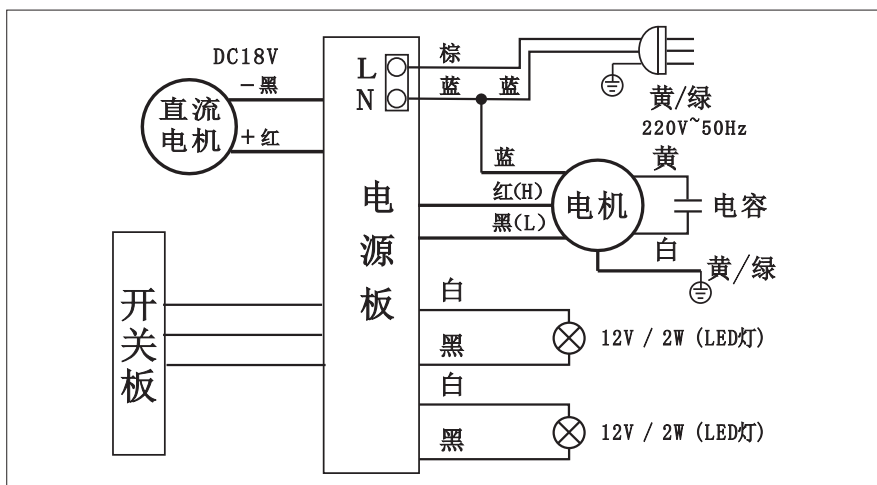 DC18V
直流
电机
－黑
＋红
L
N
电源板
开关板
棕
蓝
蓝
黄/绿
220V~50Hz
蓝
红(H)
黑(L)
电机
黄
白
电容
黄/绿
白
黑
12V / 2W (LED灯)
白
黑
12V / 2W (LED灯)